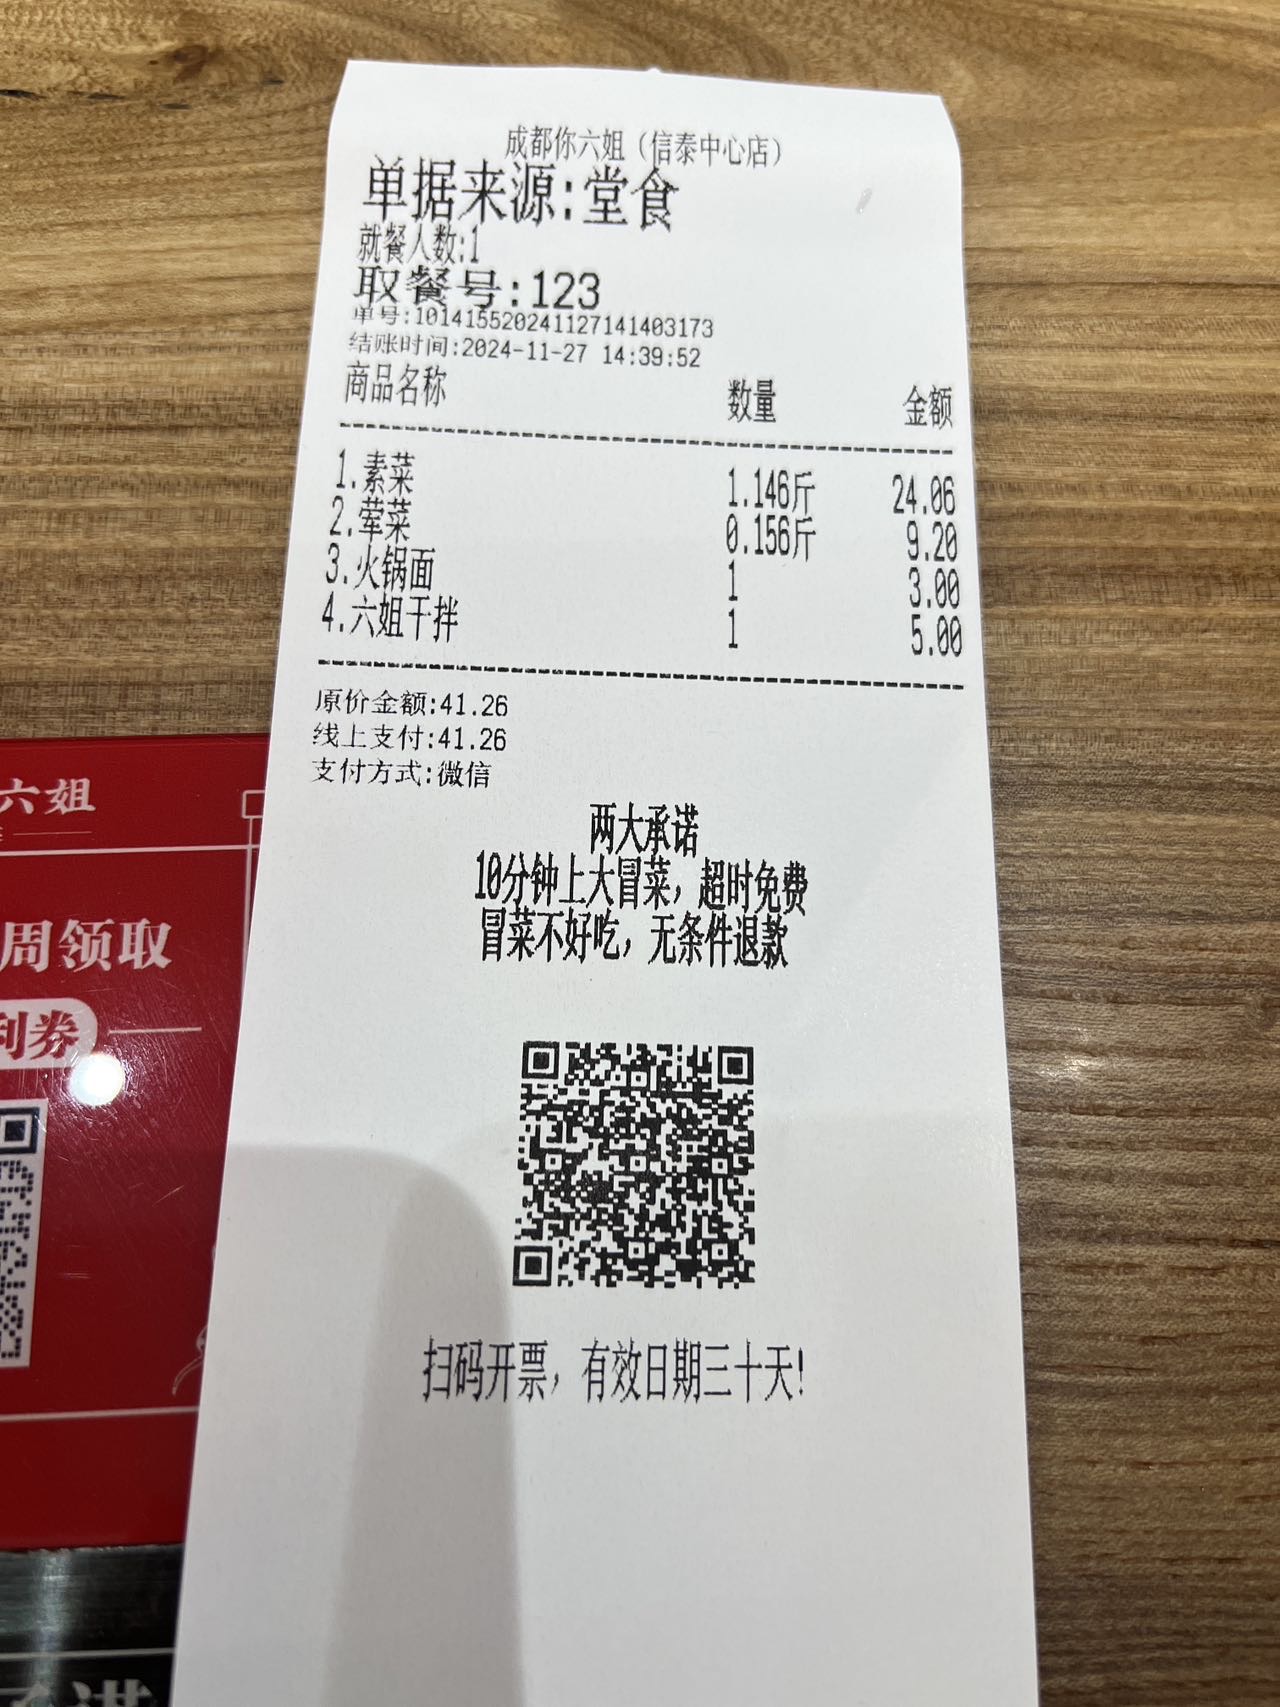 成都你六姐（信泰中心店）
单据来源:堂食
就餐人数:1
取餐号:123
单号:101415520241127141403173
结账时间:2024-11-27 14:39:52
商品名称 数量 金额
1.素菜 1.146斤 24.06
2.荤菜 0.156斤 9.20
3.火锅面 1 3.00
4.六姐干拌 1 5.00
原价金额:41.26
线上支付:41.26
支付方式:微信
两大承诺
10分钟上大冒菜，超时免费
冒菜不好吃，无条件退款
扫码开票，有效日期三十天!
六姐
周领取
利券